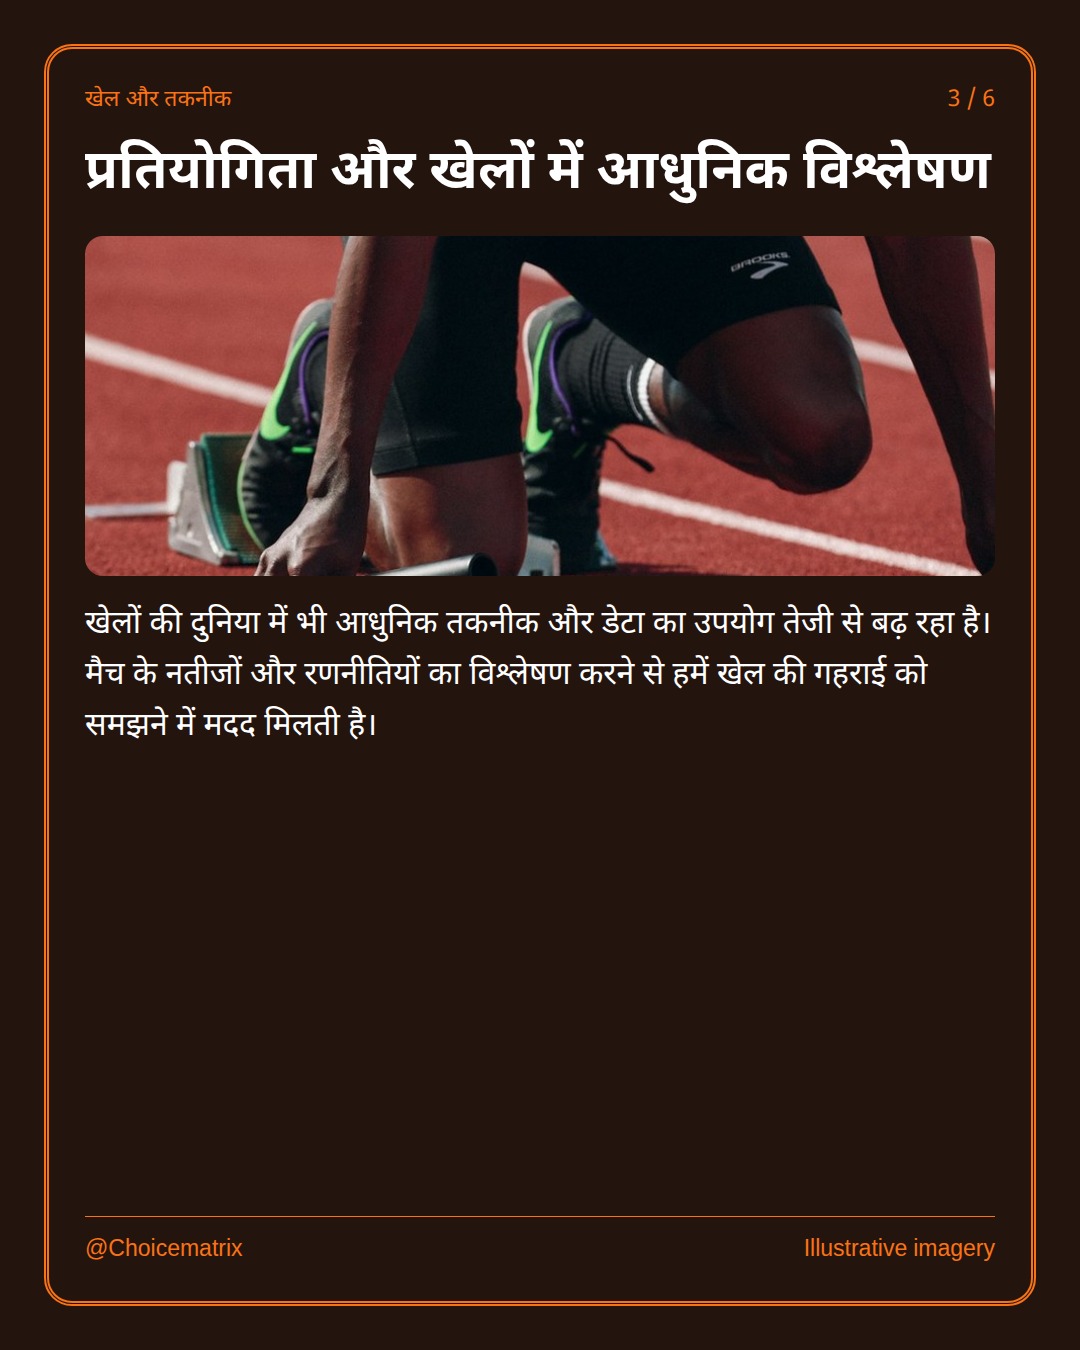 खेल और तकनीक
3 / 6
प्रतियोगिता और खेलों में आधुनिक विश्लेषण
BROOKS
खेलों की दुनिया में भी आधुनिक तकनीक और डेटा का उपयोग तेजी से बढ़ रहा है।
मैच के नतीजों और रणनीतियों का विश्लेषण करने से हमें खेल की गहराई को
समझने में मदद मिलती है।
@Choicematrix
Illustrative imagery